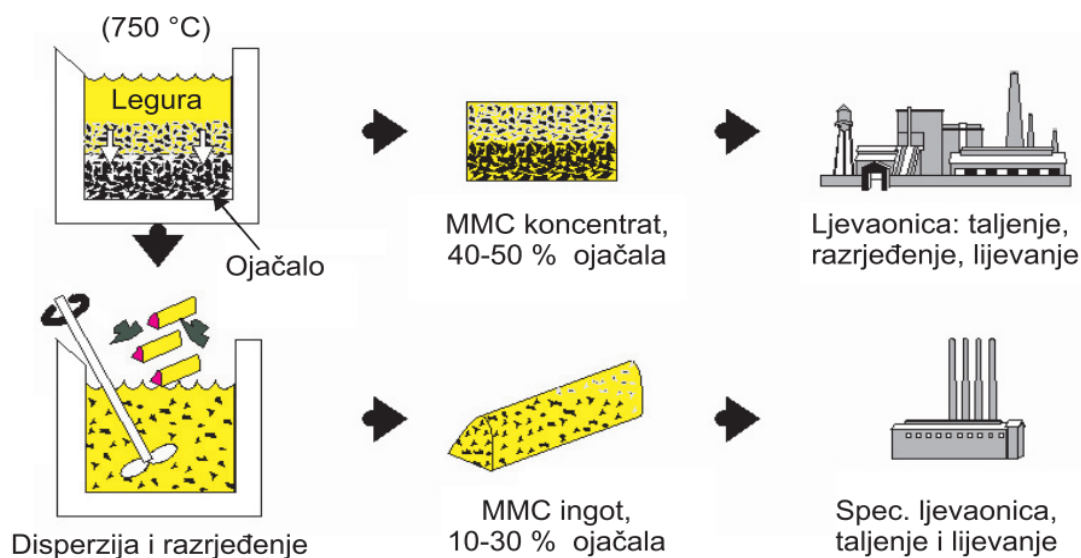 (750 °C)
Legura
Ojačalo
MMC koncentrat,
40-50 % ojačala
Ljevaonica: taljenje,
razrjeđenje, lijevanje
Disperzija i razrjeđenje
MMC ingot,
10-30 % ojačala
Spec. ljevaonica,
taljenje i lijevanje